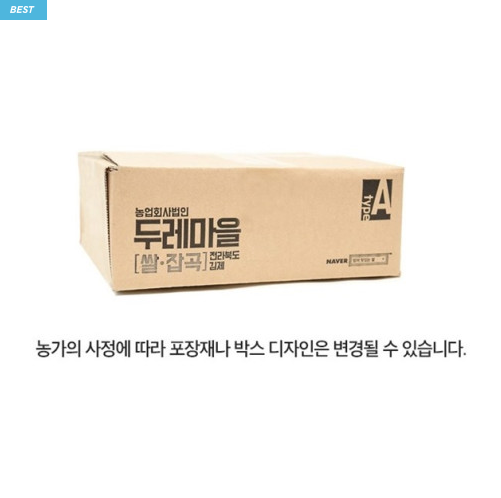 BEST
A
type
농업회사법인
두레마을
[쌀·잡곡] 전라북도
김제
NAVER
농가의 사정에 따라 포장재나 박스 디자인은 변경될 수 있습니다.